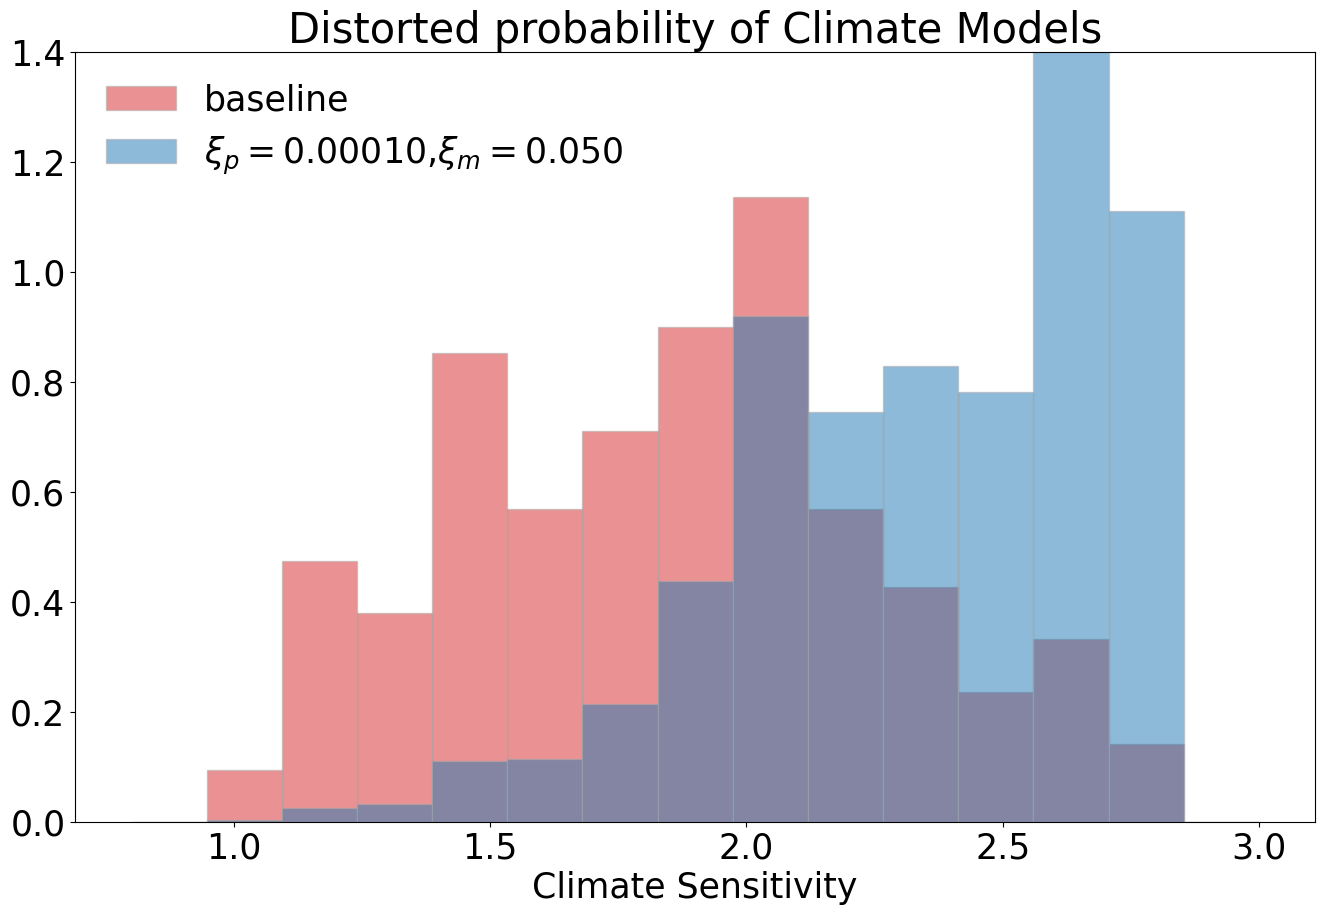 Distorted probability of Climate Models
1.4
1.2
1.0
0.8
0.6
0.4
0.2
0.0
baseline
ξₚ = 0.00010,ξₘ = 0.050
1.0 1.5 2.0 2.5 3.0
Climate Sensitivity